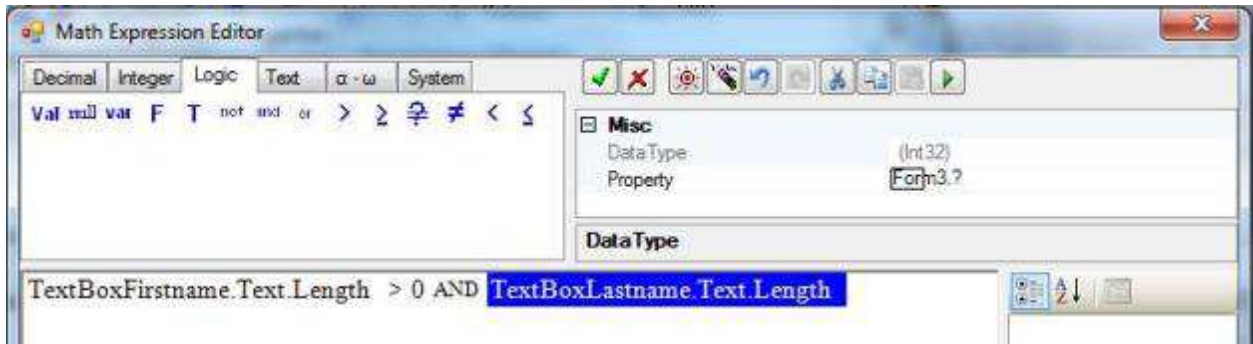 Math Expression Editor
Decimal Integer Logic Text α - ω System
Val null var F T not and or > ≥ = ≠ < ≤
Misc
DataType (Int32)
Property Form3.?
DataType
TextBoxFirstname.Text.Length > 0 AND TextBoxLastname.Text.Length